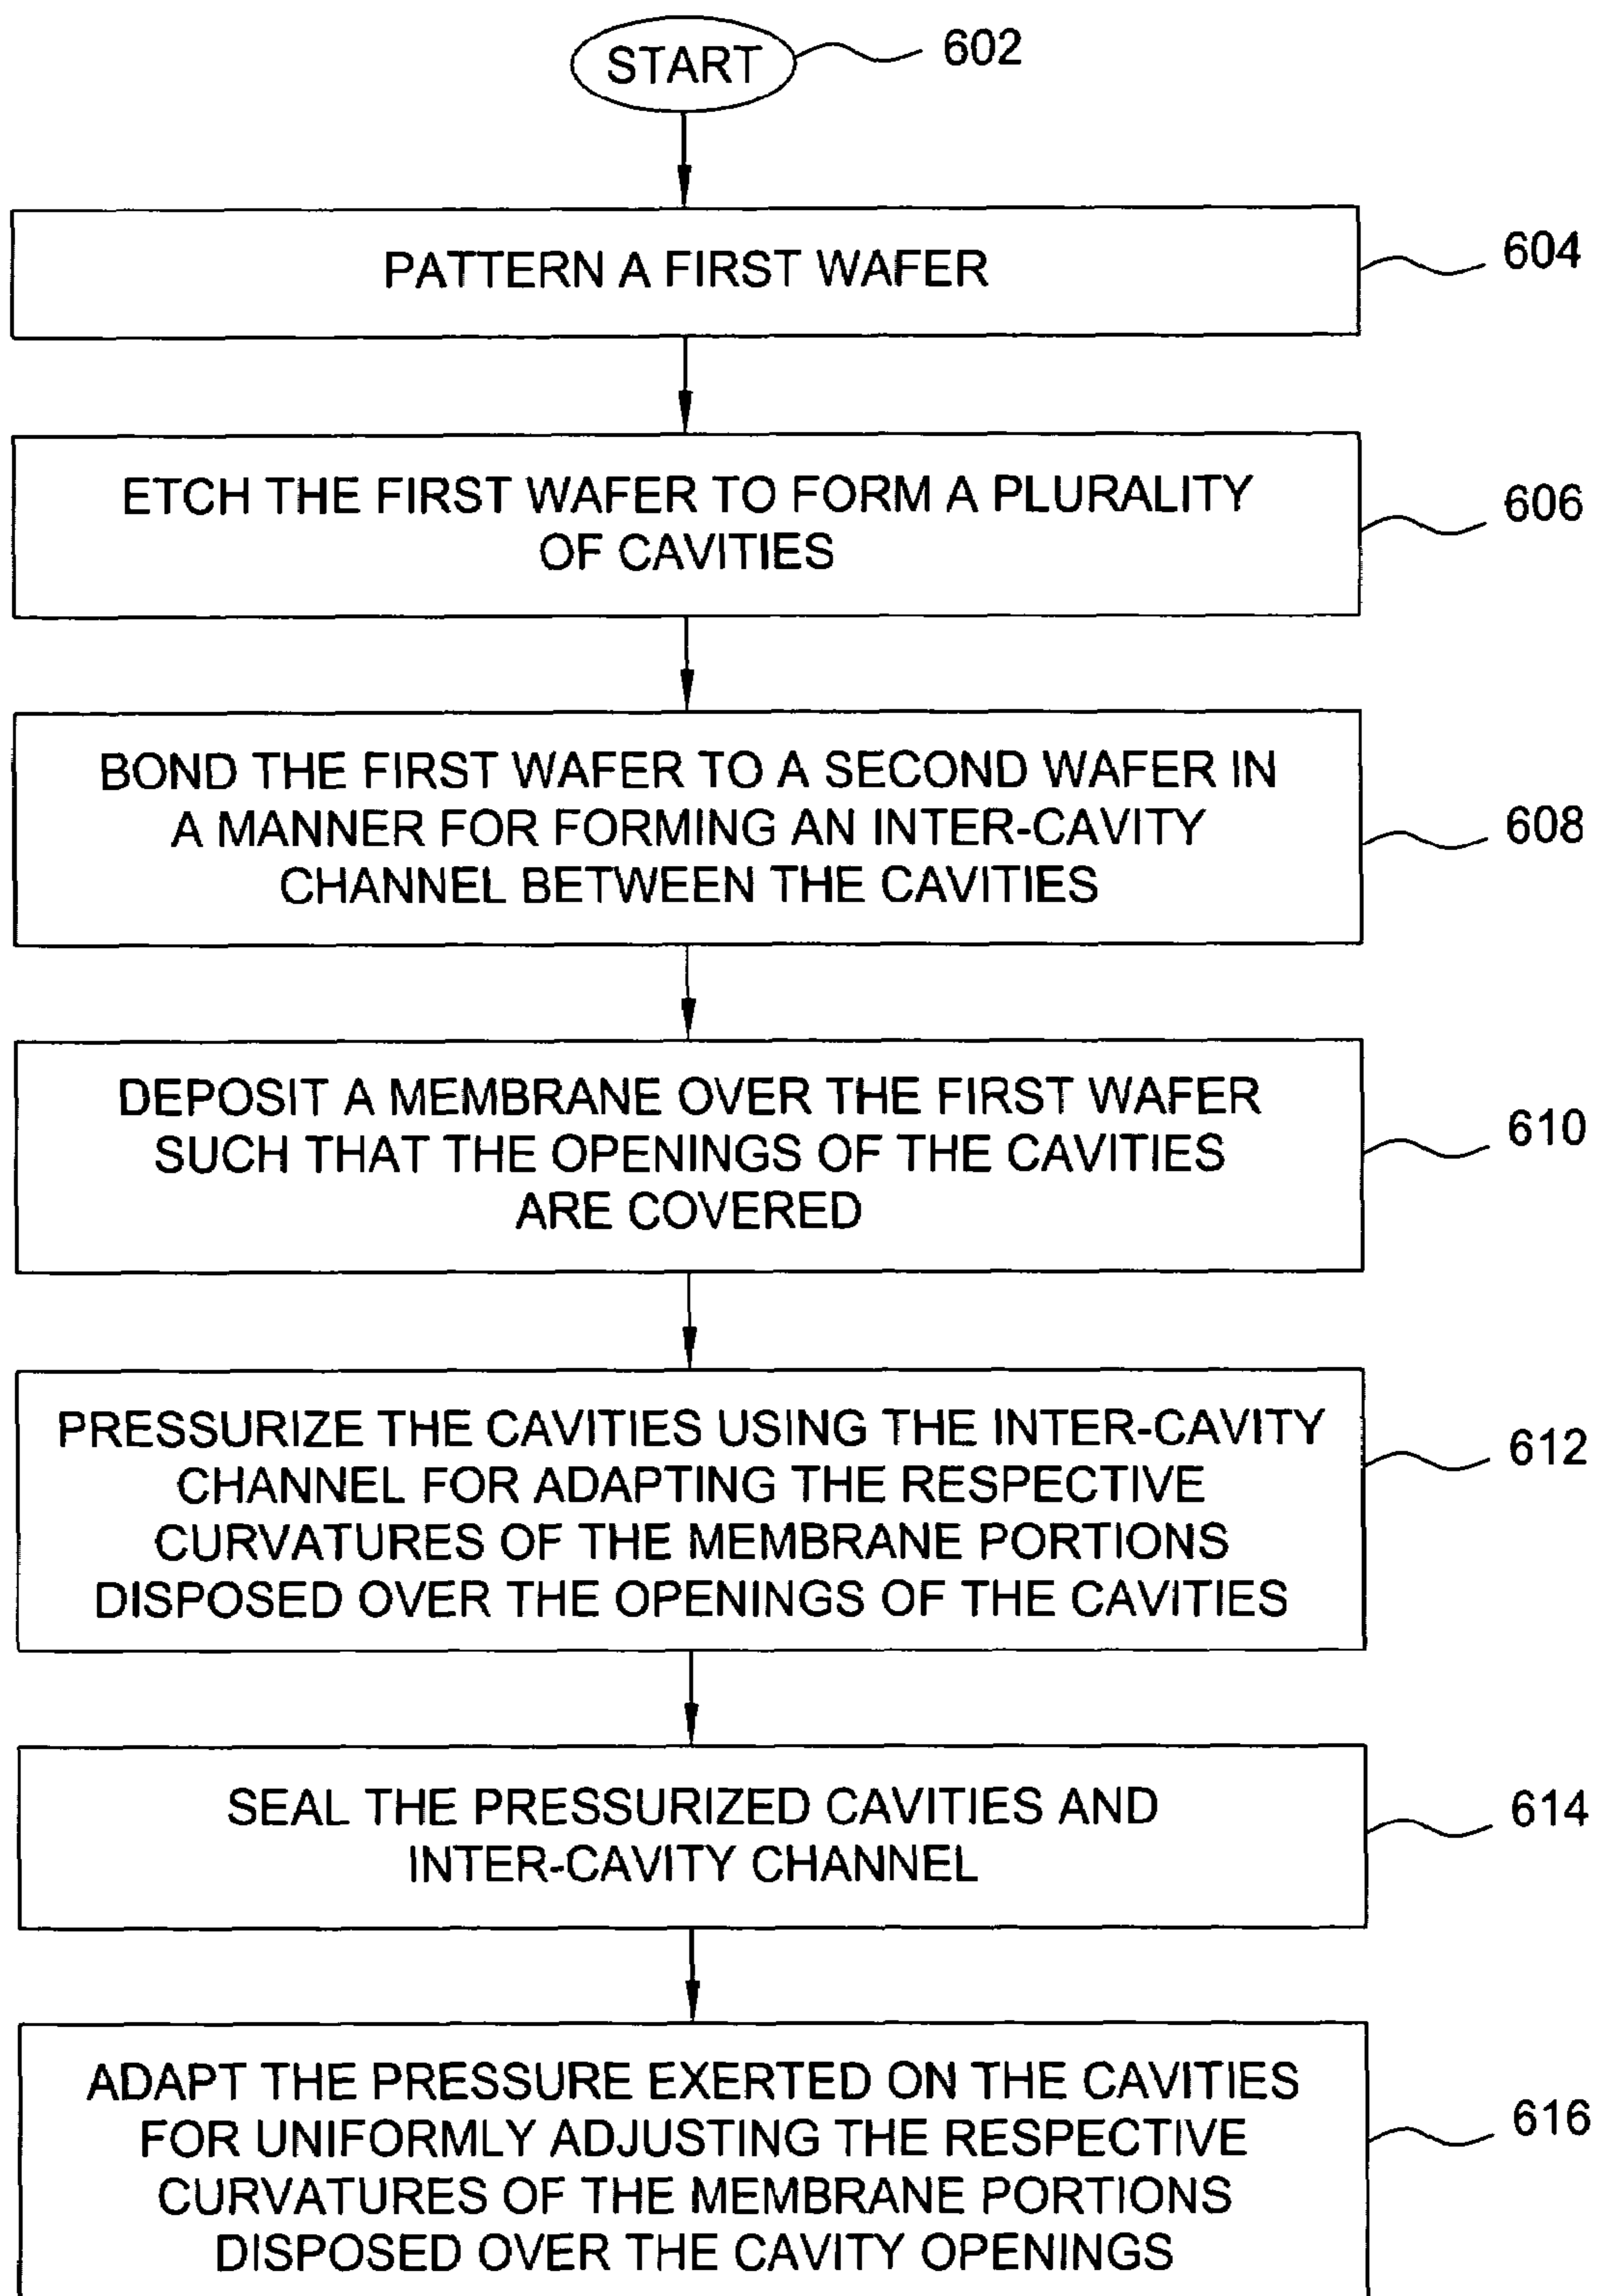 START
602
PATTERN A FIRST WAFER
604
ETCH THE FIRST WAFER TO FORM A PLURALITY
OF CAVITIES
606
BOND THE FIRST WAFER TO A SECOND WAFER IN
A MANNER FOR FORMING AN INTER-CAVITY
CHANNEL BETWEEN THE CAVITIES
608
DEPOSIT A MEMBRANE OVER THE FIRST WAFER
SUCH THAT THE OPENINGS OF THE CAVITIES
ARE COVERED
610
PRESSURIZE THE CAVITIES USING THE INTER-CAVITY
CHANNEL FOR ADAPTING THE RESPECTIVE
CURVATURES OF THE MEMBRANE PORTIONS
DISPOSED OVER THE OPENINGS OF THE CAVITIES
612
SEAL THE PRESSURIZED CAVITIES AND
INTER-CAVITY CHANNEL
614
ADAPT THE PRESSURE EXERTED ON THE CAVITIES
FOR UNIFORMLY ADJUSTING THE RESPECTIVE
CURVATURES OF THE MEMBRANE PORTIONS
DISPOSED OVER THE CAVITY OPENINGS
616